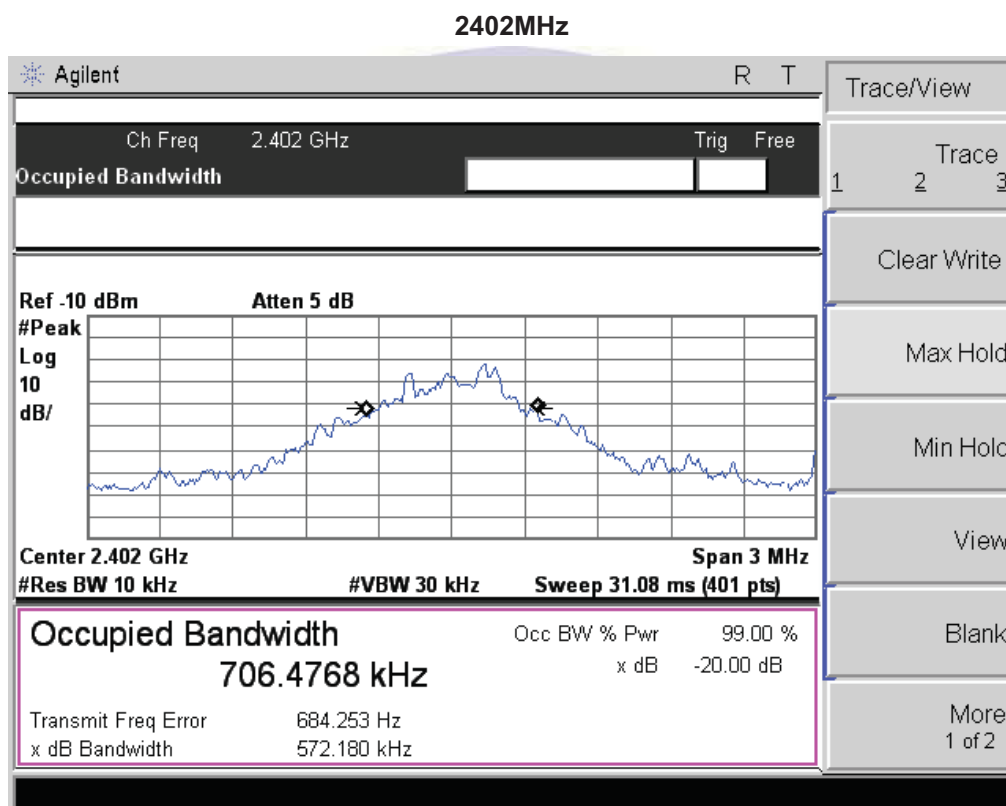 2402MHz
Agilent
R T
Trace/View
Ch Freq 2.402 GHz Trig Free
Occupied Bandwidth
Trace
1 2 3
Clear Write
Ref -10 dBm Atten 5 dB
#Peak
Log
10
dB/
Max Hold
Min Hold
View
Center 2.402 GHz Span 3 MHz
#Res BW 10 kHz #VBW 30 kHz Sweep 31.08 ms (401 pts)
Occupied Bandwidth
706.4768 kHz
Occ BW % Pwr 99.00 %
x dB -20.00 dB
Transmit Freq Error 684.253 Hz
x dB Bandwidth 572.180 kHz
Blank
More
1 of 2